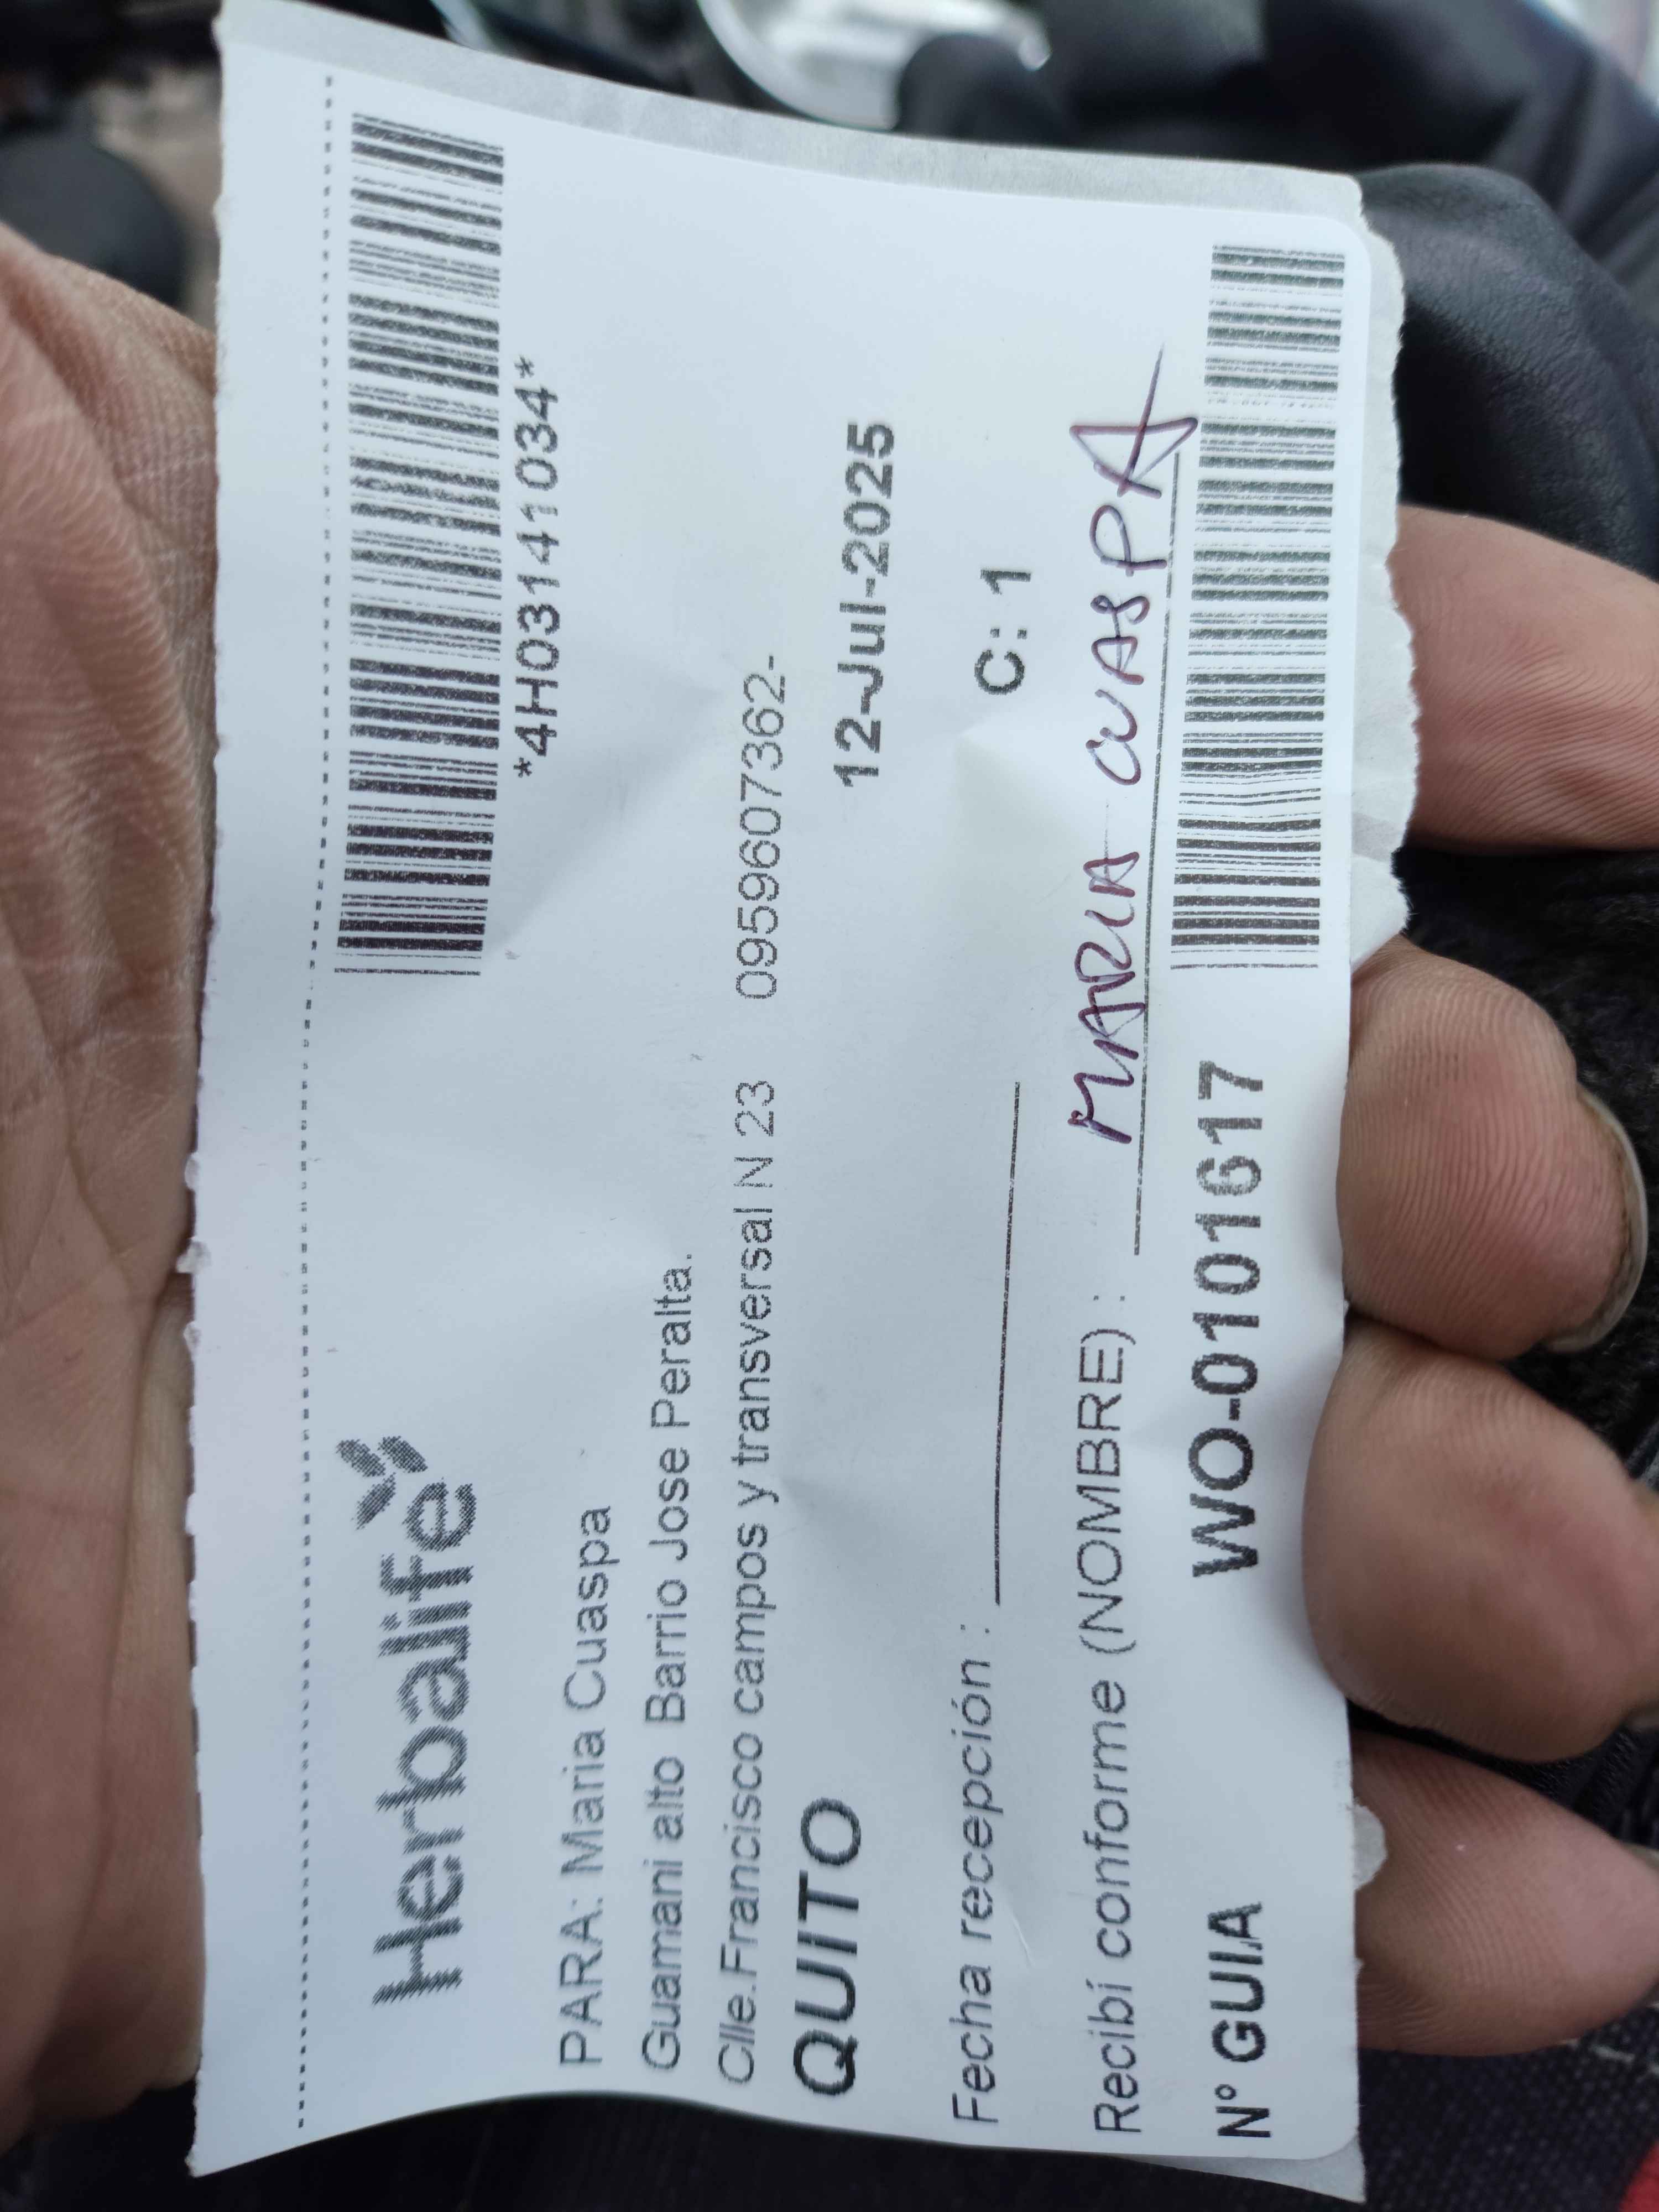 Herbalife
*4H03141034*
PARA: Maria Cuaspa
Guamani alto Barrio Jose Peralta.
Clle.Francisco campos y transversal N 23 0959607362-
QUITO 12-Jul-2025
Fecha recepción : C: 1
Recibí conforme (NOMBRE) : MARIA CUASPA
N° GUIA WO-0101617